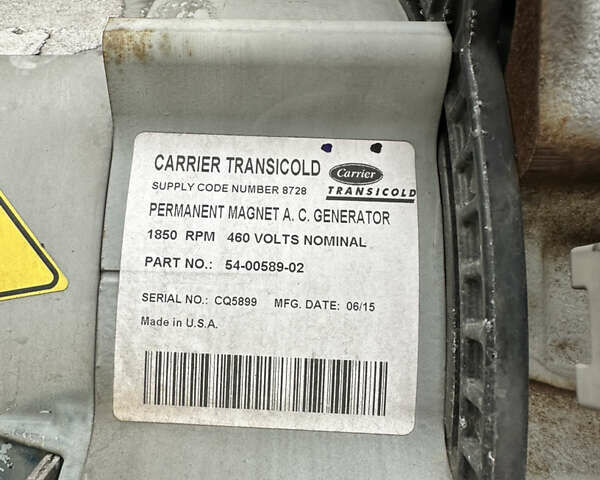 CARRIER TRANSICOLD
Carrier
TRANSICOLD
SUPPLY CODE NUMBER 8728
PERMANENT MAGNET A. C. GENERATOR
1850 RPM 460 VOLTS NOMINAL
PART NO.: 54-00589-02
SERIAL NO.: CQ5899 MFG. DATE: 06/15
Made in U.S.A.